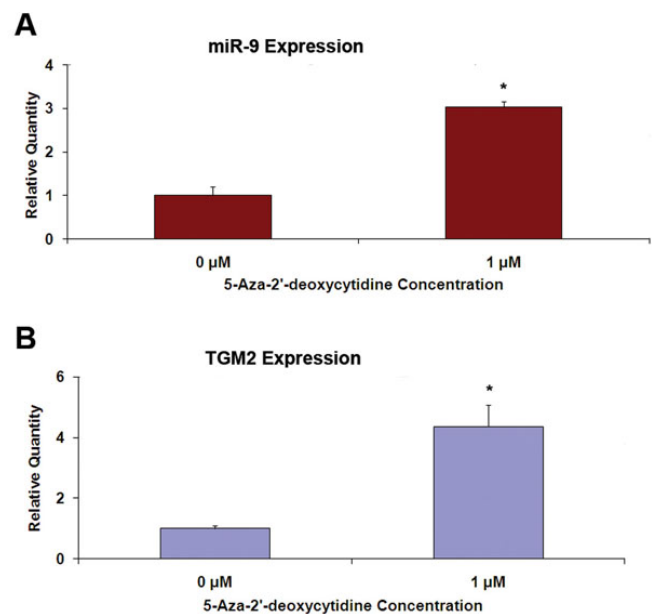 A
miR-9 Expression
4
3
2
1
0
Relative Quantity
*
0 µM
1 µM
5-Aza-2'-deoxycytidine Concentration
B
TGM2 Expression
6
4
2
0
Relative Quantity
*
0 µM
1 µM
5-Aza-2'-deoxycytidine Concentration